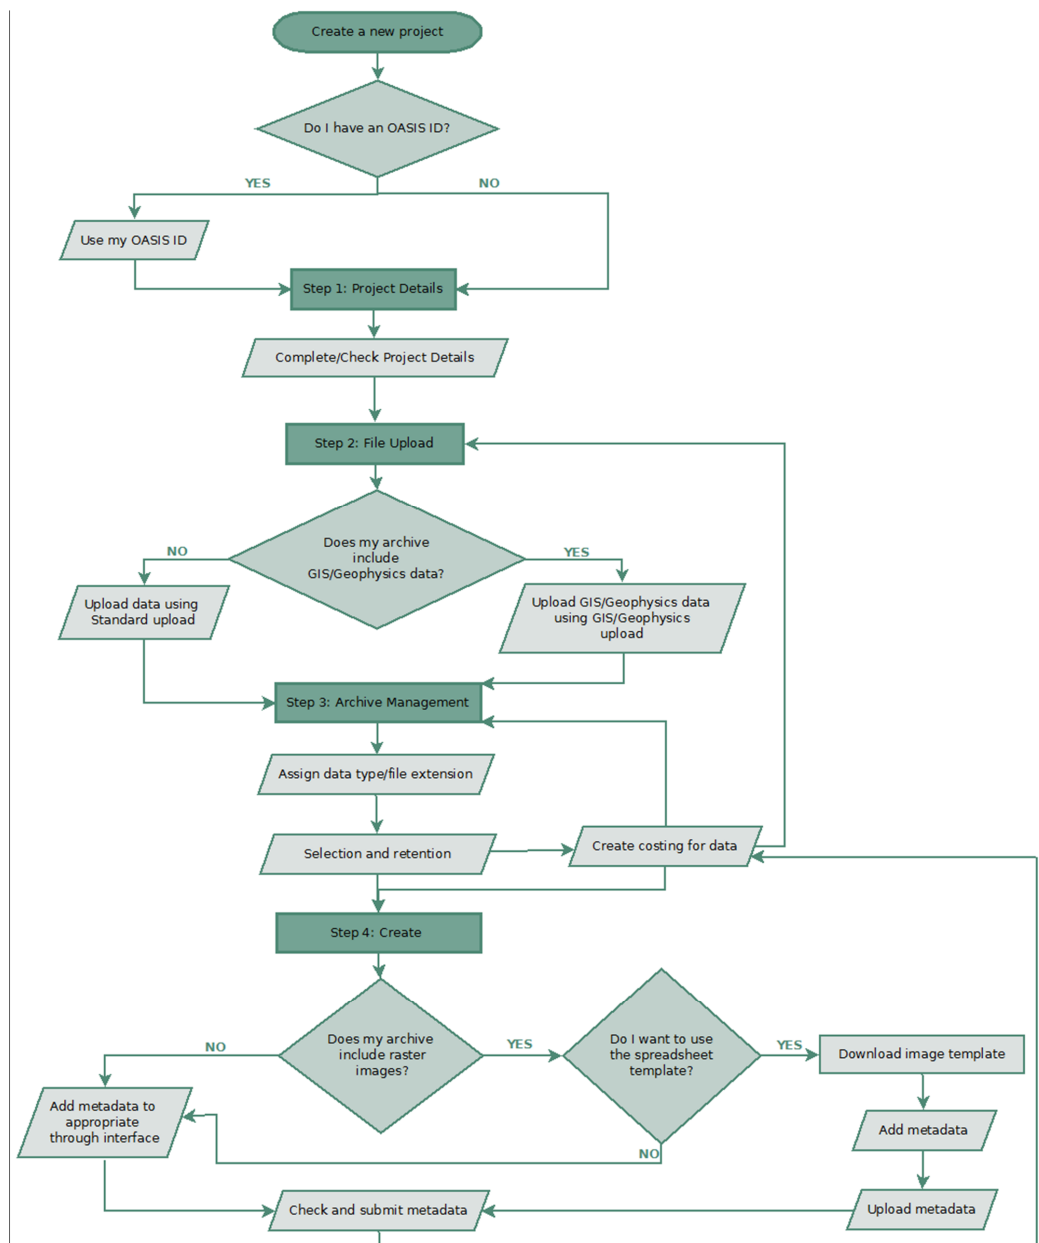 Create a new project
Do I have an OASIS ID?
YES
NO
Use my OASIS ID
Step 1: Project Details
Complete/Check Project Details
Step 2: File Upload
Does my archive
include
GIS/Geophysics data?
NO
YES
Upload data using
Standard upload
Upload GIS/Geophysics data
using GIS/Geophysics
upload
Step 3: Archive Management
Assign data type/file extension
Selection and retention
Create costing for data
Step 4: Create
Does my archive
include raster
images?
NO
YES
Do I want to use
the spreadsheet
template?
YES
NO
Download image template
Add metadata to
appropriate
through interface
Add metadata
Check and submit metadata
Upload metadata